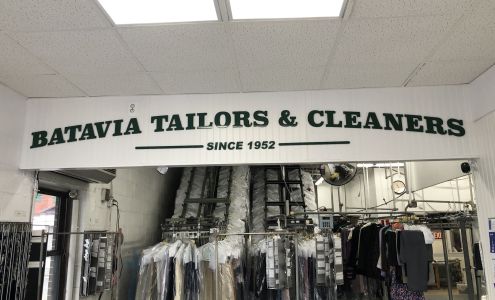 BATAVIA TAILORS & CLEANERS
SINCE 1952